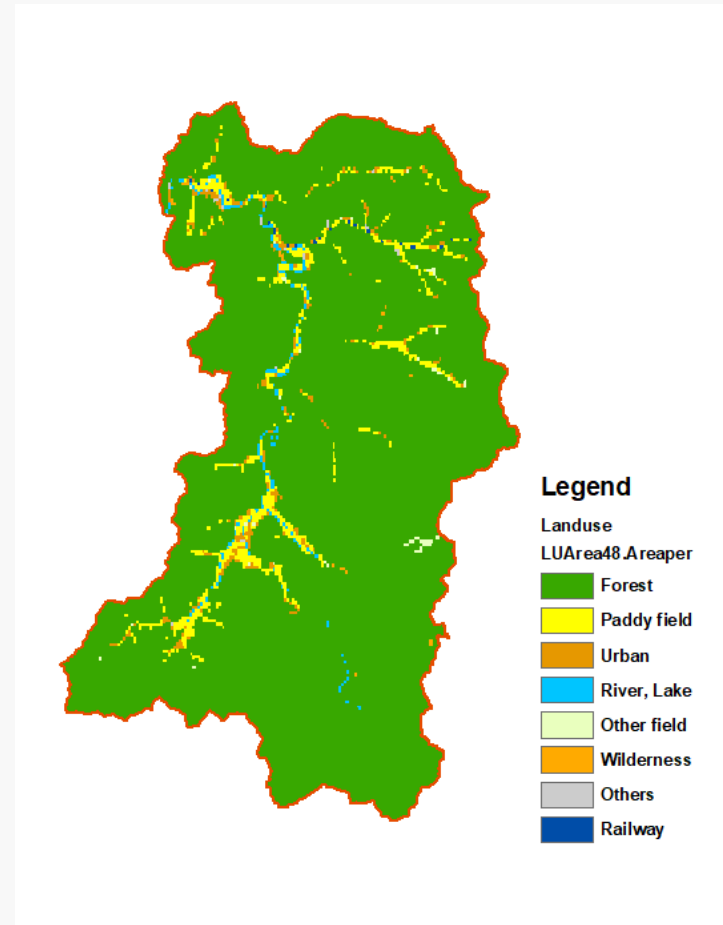 Legend
Landuse
LUArea48.Areaper
Forest
Paddy field
Urban
River, Lake
Other field
Wilderness
Others
Railway